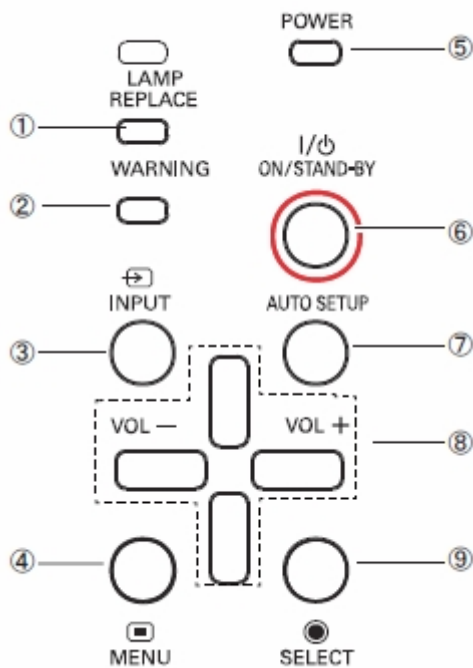 POWER
⑤
LAMP
REPLACE
①
WARNING
I/⏻
ON/STAND-BY
②
⑥
INPUT
AUTO SETUP
③
⑦
VOL —
VOL +
⑧
④
⑨
MENU
SELECT